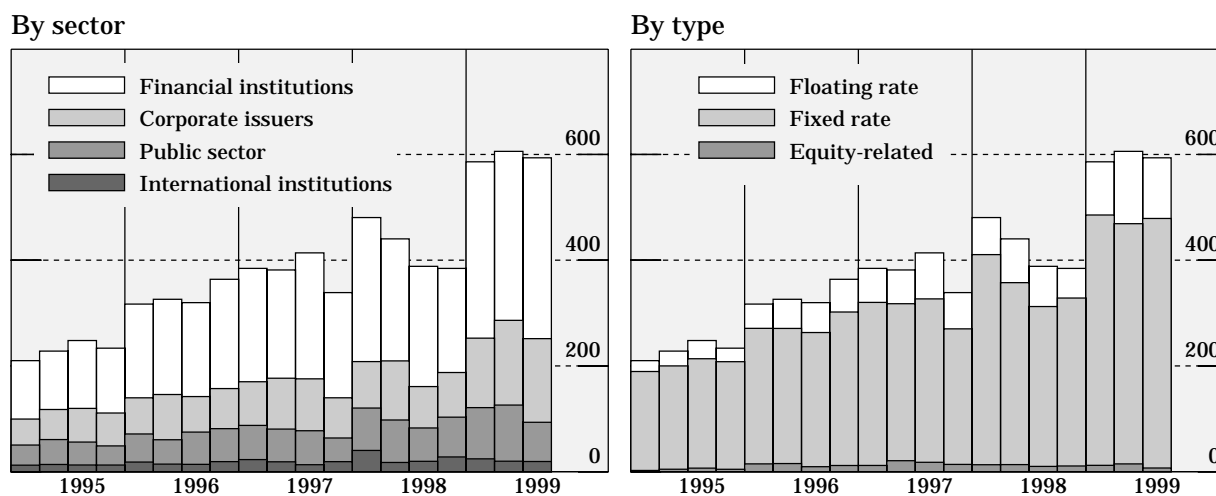 By sector
Financial institutions
Corporate issuers
Public sector
International institutions
600
400
200
0
1995 1996 1997 1998 1999
By type
Floating rate
Fixed rate
Equity-related
600
400
200
0
1995 1996 1997 1998 1999